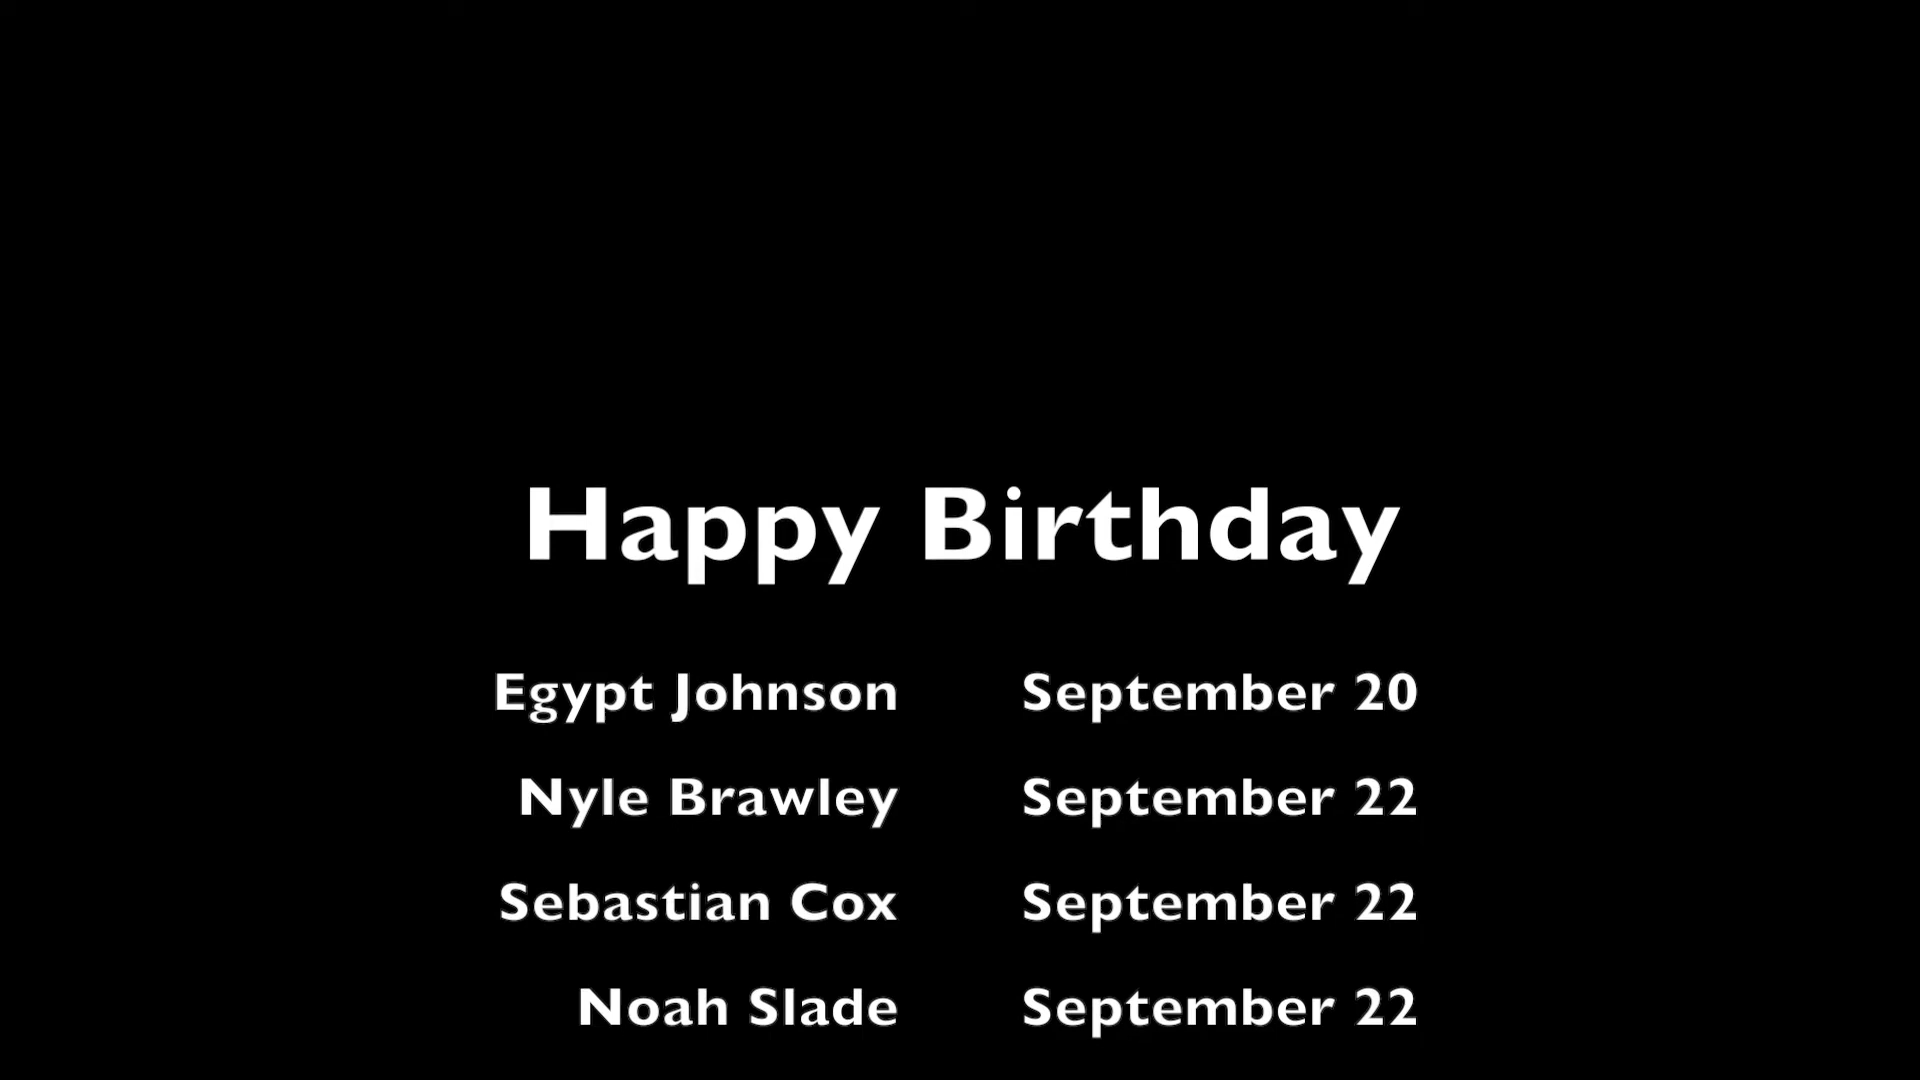 Happy Birthday
Egypt Johnson September 20
Nyle Brawley September 22
Sebastian Cox September 22
Noah Slade September 22